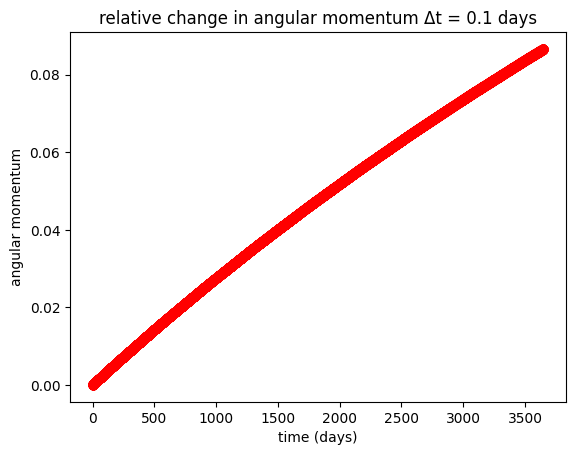 relative change in angular momentum Δt = 0.1 days
angular momentum
0.08
0.06
0.04
0.02
0.00
0 500 1000 1500 2000 2500 3000 3500
time (days)